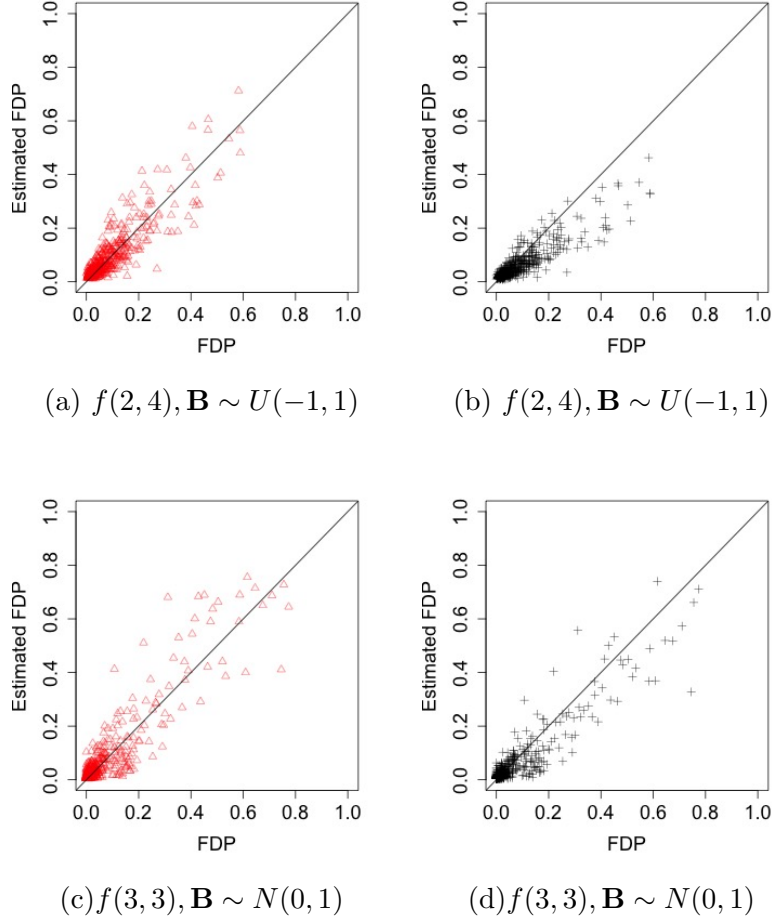 Estimated FDP
0.0 0.2 0.4 0.6 0.8 1.0
0.0 0.2 0.4 0.6 0.8 1.0
FDP
(a) f(2, 4), B ∼ U(−1, 1)
Estimated FDP
0.0 0.2 0.4 0.6 0.8 1.0
0.0 0.2 0.4 0.6 0.8 1.0
FDP
(b) f(2, 4), B ∼ U(−1, 1)
Estimated FDP
0.0 0.2 0.4 0.6 0.8 1.0
0.0 0.2 0.4 0.6 0.8 1.0
FDP
(c)f(3, 3), B ∼ N(0, 1)
Estimated FDP
0.0 0.2 0.4 0.6 0.8 1.0
0.0 0.2 0.4 0.6 0.8 1.0
FDP
(d)f(3, 3), B ∼ N(0, 1)